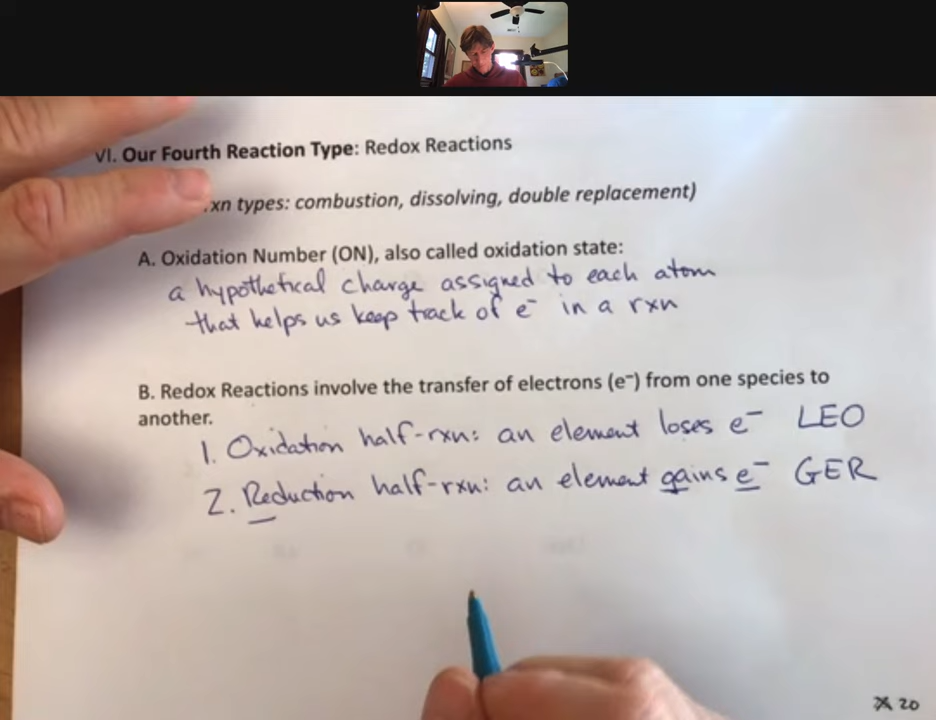 VI. Our Fourth Reaction Type: Redox Reactions
xn types: combustion, dissolving, double replacement)
A. Oxidation Number (ON), also called oxidation state:
a hypothetical charge assigned to each atom
that helps us keep track of e⁻ in a rxn
B. Redox Reactions involve the transfer of electrons (e⁻) from one species to
another.
1. Oxidation half-rxn: an element loses e⁻ LEO
2. Reduction half-rxn: an element gains e⁻ GER
20